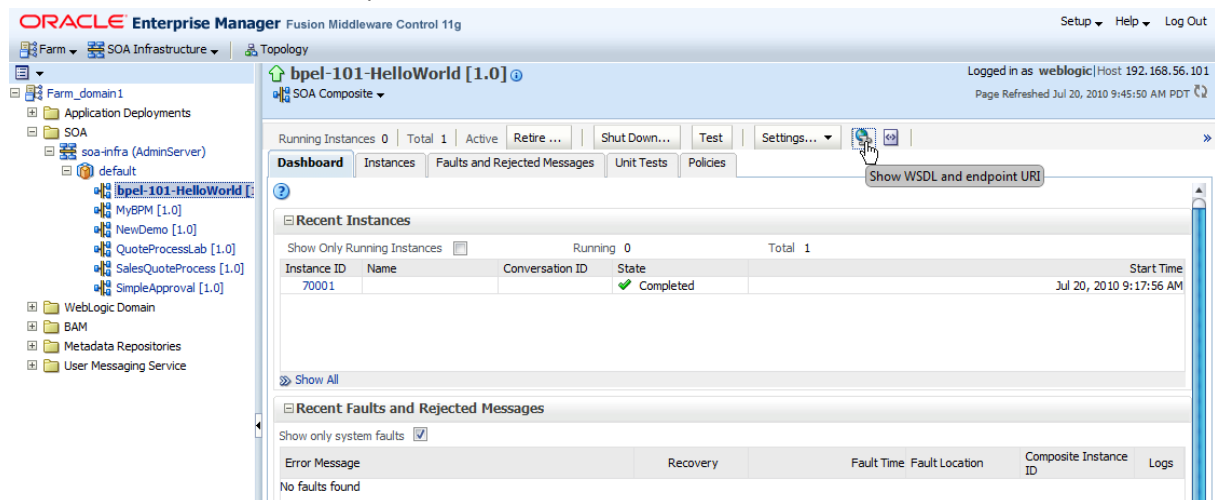 ORACLE Enterprise Manager Fusion Middleware Control 11g
Setup Help Log Out
Farm SOA Infrastructure Topology
bpel-101-HelloWorld [1.0]
Logged in as weblogic|Host 192.168.56.101
SOA Composite
Page Refreshed Jul 20, 2010 9:45:50 AM PDT
Farm_domain1
Application Deployments
SOA
soa-infra (AdminServer)
default
bpel-101-HelloWorld [1
MyBPM [1.0]
NewDemo [1.0]
QuoteProcessLab [1.0]
SalesQuoteProcess [1.0]
SimpleApproval [1.0]
WebLogic Domain
BAM
Metadata Repositories
User Messaging Service
Running Instances 0 Total 1 Active Retire ... Shut Down... Test Settings...
Show WSDL and endpoint URI
Dashboard Instances Faults and Rejected Messages Unit Tests Policies
Recent Instances
Show Only Running Instances Running 0 Total 1
Instance ID Name Conversation ID State Start Time
70001 Completed Jul 20, 2010 9:17:56 AM
Show All
Recent Faults and Rejected Messages
Show only system faults
Error Message Recovery Fault Time Fault Location Composite Instance ID Logs
No faults found